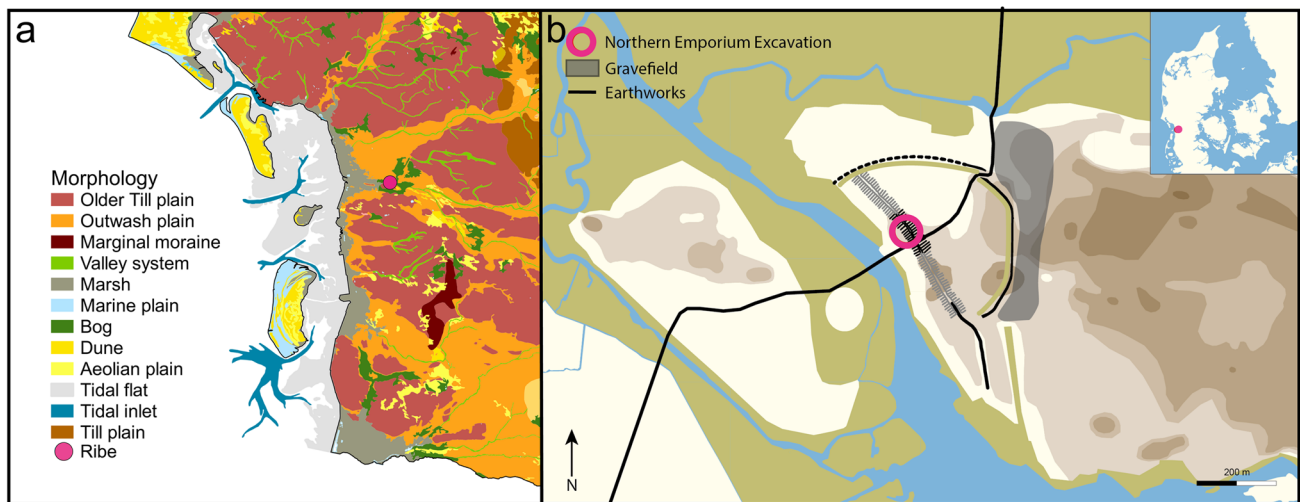 a
Morphology
Older Till plain
Outwash plain
Marginal moraine
Valley system
Marsh
Marine plain
Bog
Dune
Aeolian plain
Tidal flat
Tidal inlet
Till plain
Ribe
b
Northern Emporium Excavation
Gravefield
Earthworks
N
200 m